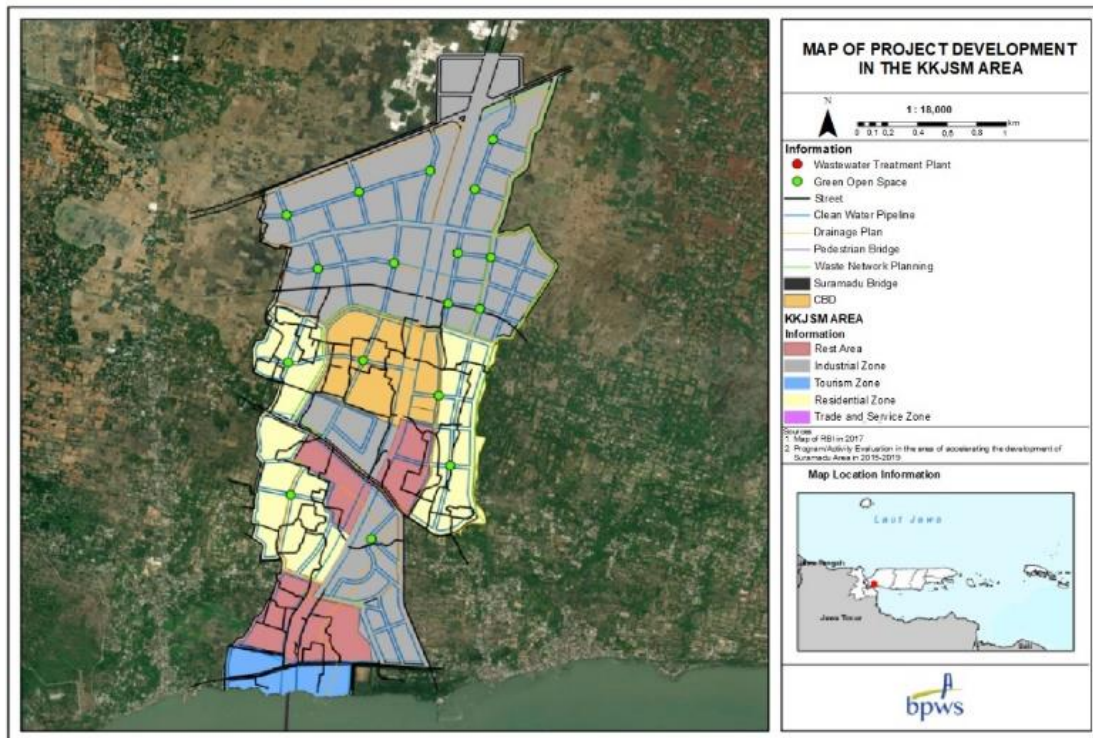 MAP OF PROJECT DEVELOPMENT
IN THE KKJSM AREA
N
1 : 18,000
km
0 0,1 0,2 0,4 0,6 0,8 1
Information
Wastewater Treatment Plant
Green Open Space
Street
Clean Water Pipeline
Drainage Plan
Pedestrian Bridge
Waste Network Planning
Suramadu Bridge
CBD
KKJSM AREA
Information
Rest Area
Industrial Zone
Tourism Zone
Residential Zone
Trade and Service Zone
Sources
1. Map of RBI in 2017
2. Program/Activity Evaluation in the area of accelerating the development of
Suramadu Area in 2015-2019
Map Location Information
Laut Jawa
Jawa Tengah
Jawa Timur
Bali
bpws